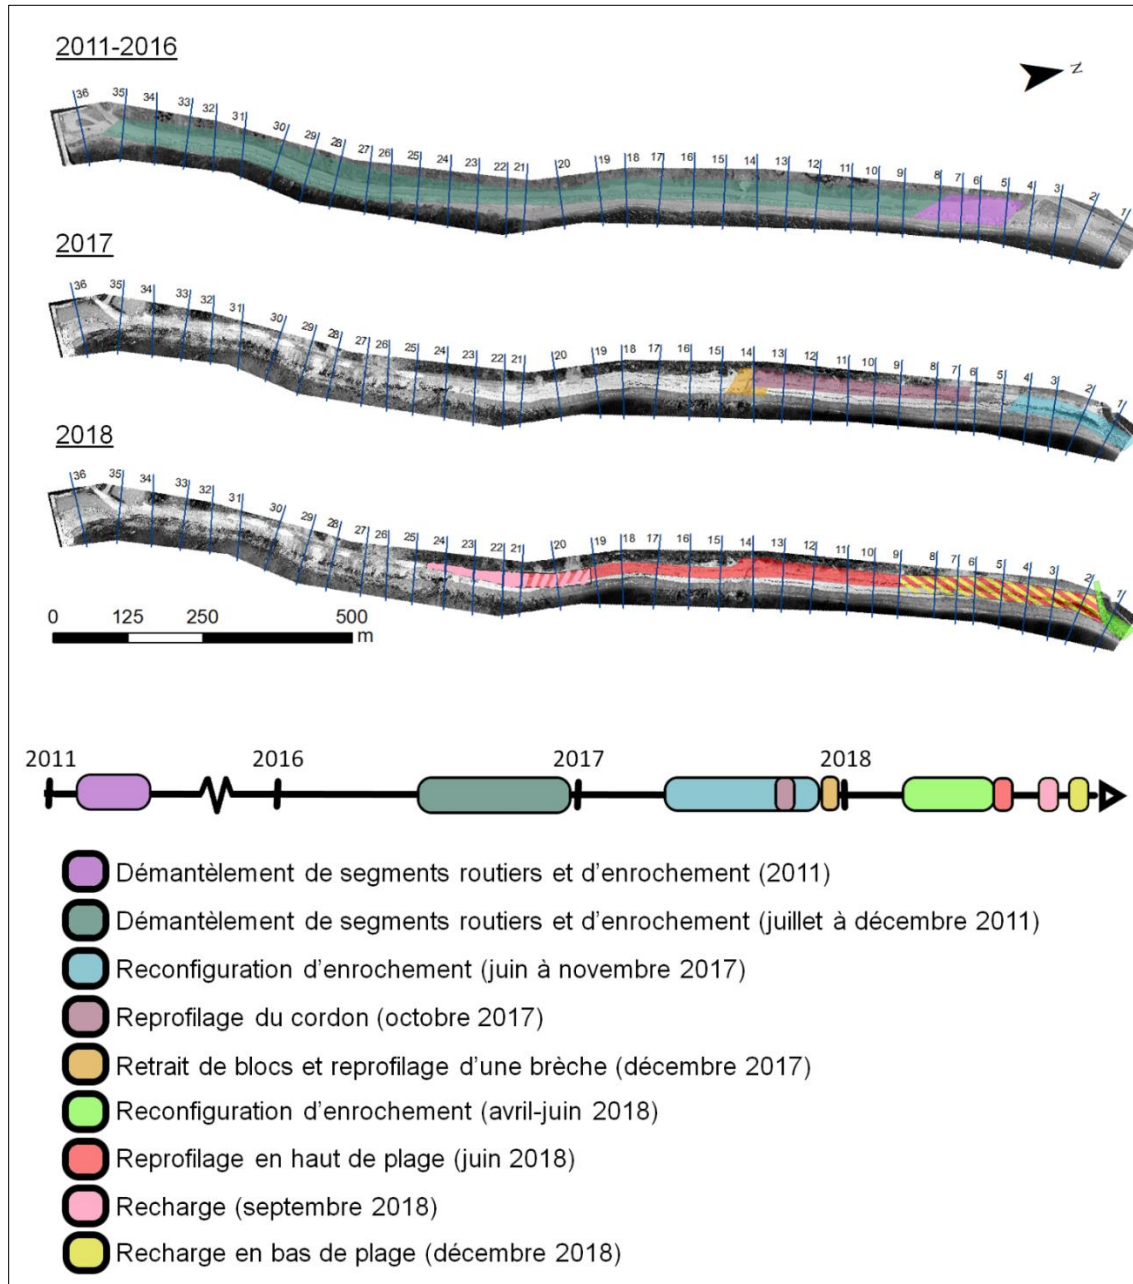 2011-2016
N
36 35 34 33 32 31 30 29 28 27 26 25 24 23 22 21 20 19 18 17 16 15 14 13 12 11 10 9 8 7 6 5 4 3 2 1
2017
36 35 34 33 32 31 30 29 28 27 26 25 24 23 22 21 20 19 18 17 16 15 14 13 12 11 10 9 8 7 6 5 4 3 2 1
2018
36 35 34 33 32 31 30 29 28 27 26 25 24 23 22 21 20 19 18 17 16 15 14 13 12 11 10 9 8 7 6 5 4 3 2 1
0 125 250 500
m
2011 2016 2017 2018
Démantèlement de segments routiers et d’enrochement (2011)
Démantèlement de segments routiers et d’enrochement (juillet à décembre 2011)
Reconfiguration d’enrochement (juin à novembre 2017)
Reprofilage du cordon (octobre 2017)
Retrait de blocs et reprofilage d’une brèche (décembre 2017)
Reconfiguration d’enrochement (avril-juin 2018)
Reprofilage en haut de plage (juin 2018)
Recharge (septembre 2018)
Recharge en bas de plage (décembre 2018)